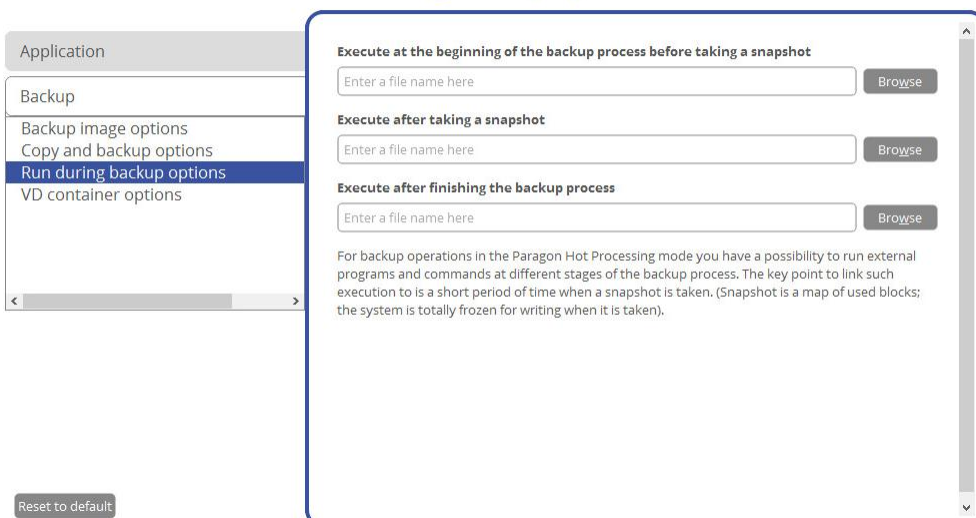 Application
Backup
Backup image options
Copy and backup options
Run during backup options
VD container options
Reset to default
Execute at the beginning of the backup process before taking a snapshot
Enter a file name here
Browse
Execute after taking a snapshot
Enter a file name here
Browse
Execute after finishing the backup process
Enter a file name here
Browse
For backup operations in the Paragon Hot Processing mode you have a possibility to run external
programs and commands at different stages of the backup process. The key point to link such
execution to is a short period of time when a snapshot is taken. (Snapshot is a map of used blocks;
the system is totally frozen for writing when it is taken).